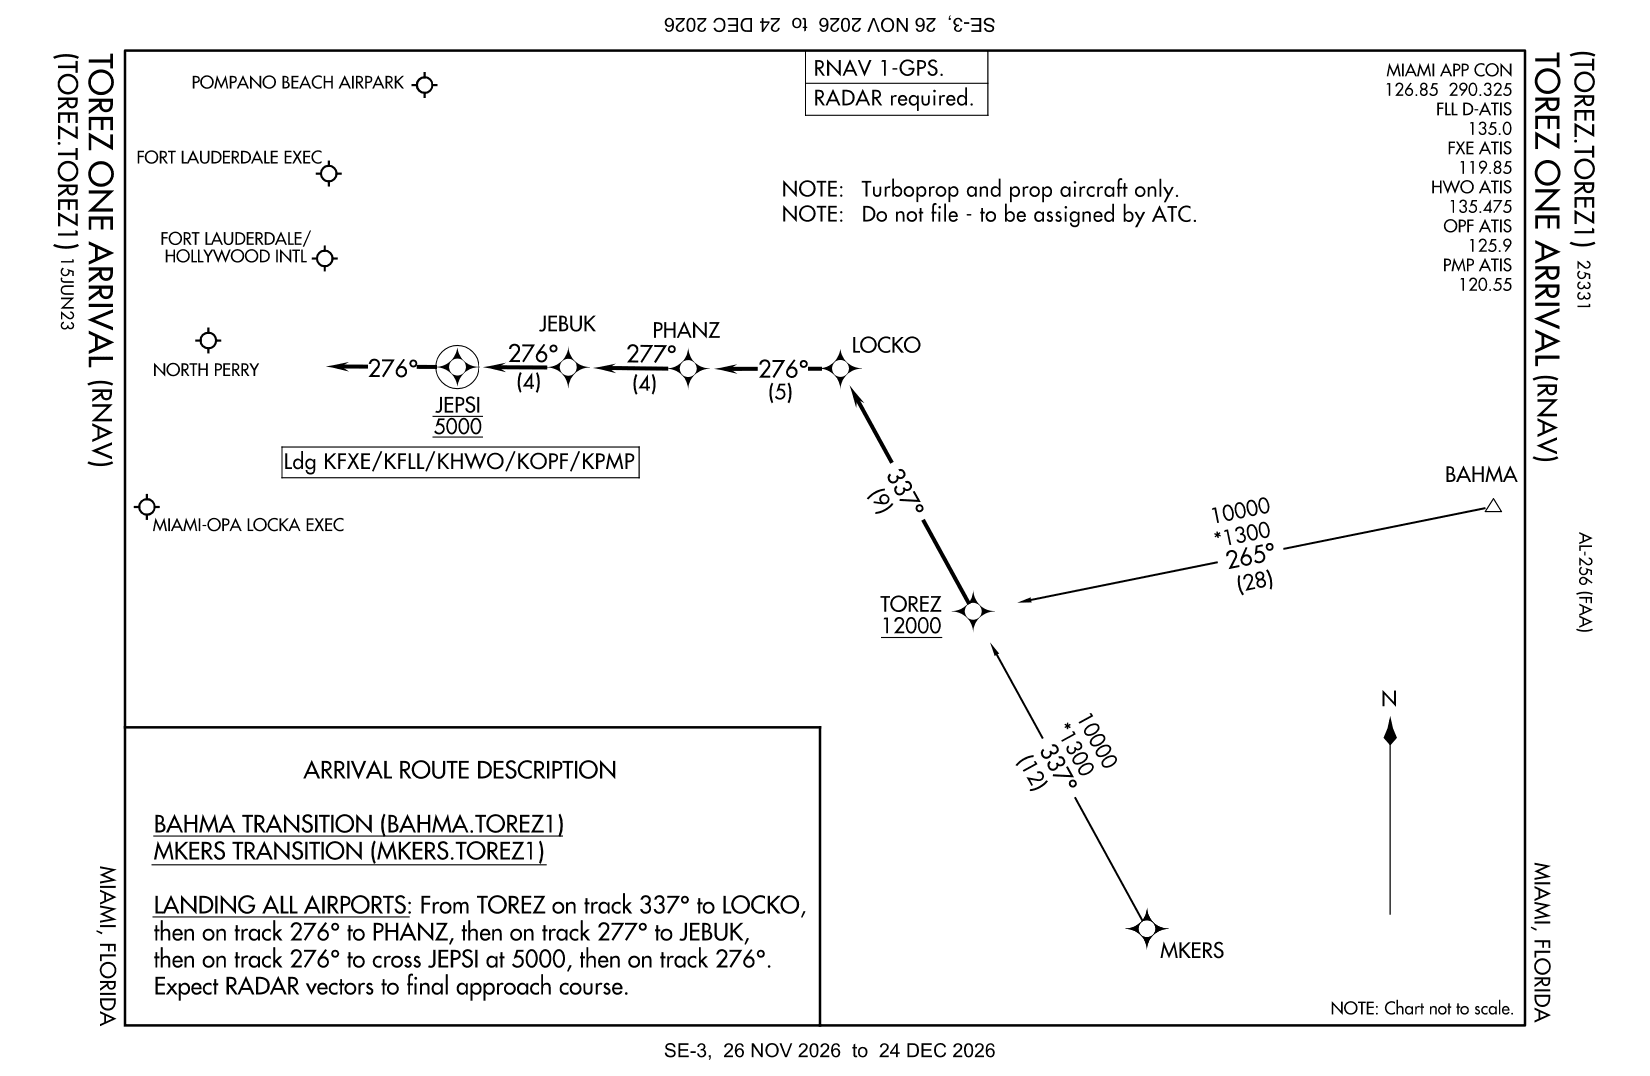 SE-3, 26 NOV 2026 to 24 DEC 2026
(TOREZ.TOREZ1) 15JUN23
TOREZ ONE ARRIVAL (RNAV)
MIAMI, FLORIDA
(TOREZ.TOREZ1) 25331
TOREZ ONE ARRIVAL (RNAV)
AL-256 (FAA)
MIAMI, FLORIDA
RNAV 1-GPS.
RADAR required.
MIAMI APP CON
126.85 290.325
FLL D-ATIS
135.0
FXE ATIS
119.85
HWO ATIS
135.475
OPF ATIS
125.9
PMP ATIS
120.55
NOTE: Turboprop and prop aircraft only.
NOTE: Do not file - to be assigned by ATC.
POMPANO BEACH AIRPARK
FORT LAUDERDALE EXEC
FORT LAUDERDALE/
HOLLYWOOD INTL
NORTH PERRY
MIAMI-OPA LOCKA EXEC
276°
JEPSI
5000
276°
(4)
JEBUK
277°
(4)
PHANZ
276°
(5)
LOCKO
Ldg KFXE/KFLL/KHWO/KOPF/KPMP
337°
(9)
TOREZ
12000
BAHMA
10000
*1300
265°
(28)
10000
*1300
337°
(12)
MKERS
N
ARRIVAL ROUTE DESCRIPTION
BAHMA TRANSITION (BAHMA.TOREZ1)
MKERS TRANSITION (MKERS.TOREZ1)
LANDING ALL AIRPORTS: From TOREZ on track 337° to LOCKO,
then on track 276° to PHANZ, then on track 277° to JEBUK,
then on track 276° to cross JEPSI at 5000, then on track 276°.
Expect RADAR vectors to final approach course.
NOTE: Chart not to scale.
SE-3, 26 NOV 2026 to 24 DEC 2026